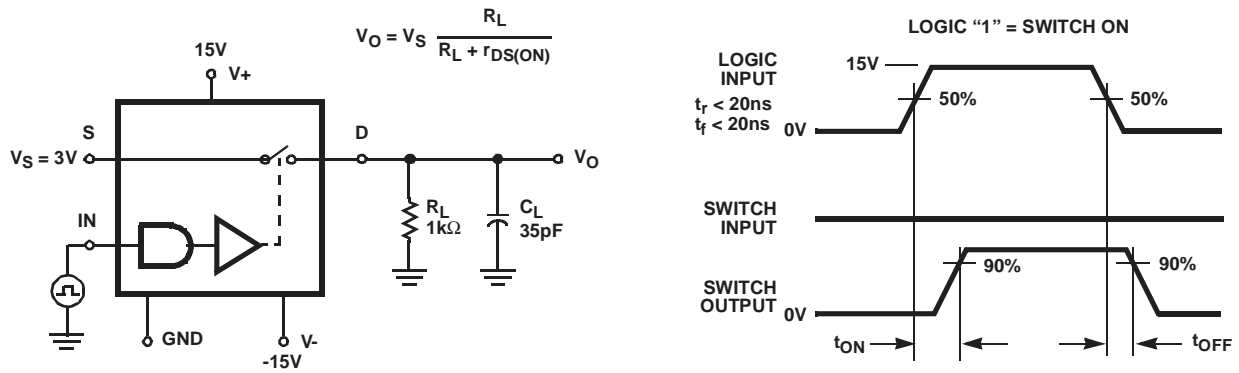 V_O = V_S R_L / (R_L + r_DS(ON))
15V
V+
S
D
V_S = 3V
V_O
IN
R_L
1kΩ
C_L
35pF
GND
V-
-15V
LOGIC “1” = SWITCH ON
LOGIC
INPUT
15V
t_r < 20ns
t_f < 20ns
0V
50%
50%
SWITCH
INPUT
SWITCH
OUTPUT
0V
90%
90%
t_ON
t_OFF